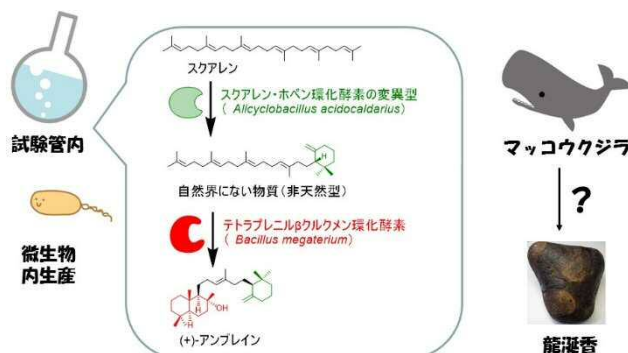 試験管内
微生物
内生産
スクアレン
スクアレン・ホペン環化酵素の変異型
( Alicyclobacillus acidocaldarius)
H
自然界にない物質(非天然型)
テトラプレニルβクルクメン環化酵素
( Bacillus megaterium)
H
OH
H
(+)-アンブレイン
マッコウクジラ
?
龍涎香